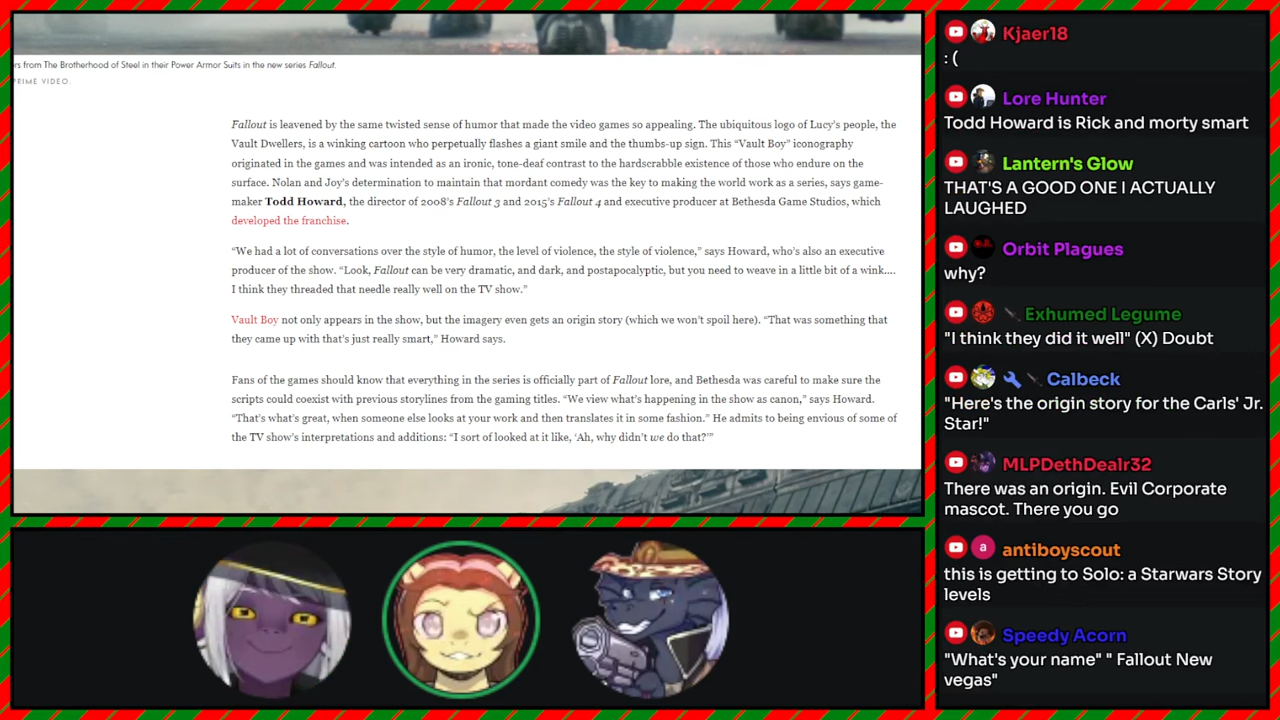 rs from The Brotherhood of Steel in their Power Armor Suits in the new series Fallout.
PRIME VIDEO.
Fallout is leavened by the same twisted sense of humor that made the video games so appealing. The ubiquitous logo of Lucy's people, the
Vault Dwellers, is a winking cartoon who perpetually flashes a giant smile and the thumbs-up sign. This “Vault Boy” iconography
originated in the games and was intended as an ironic, tone-deaf contrast to the hardscrabble existence of those who endure on the
surface. Nolan and Joy's determination to maintain that mordant comedy was the key to making the world work as a series, says game-
maker Todd Howard, the director of 2008's Fallout 3 and 2015's Fallout 4 and executive producer at Bethesda Game Studios, which
developed the franchise.
“We had a lot of conversations over the style of humor, the level of violence, the style of violence,” says Howard, who's also an executive
producer of the show. “Look, Fallout can be very dramatic, and dark, and postapocalyptic, but you need to weave in a little bit of a wink....
I think they threaded that needle really well on the TV show.”
Vault Boy not only appears in the show, but the imagery even gets an origin story (which we won't spoil here). “That was something that
they came up with that's just really smart,” Howard says.
Fans of the games should know that everything in the series is officially part of Fallout lore, and Bethesda was careful to make sure the
scripts could coexist with previous storylines from the gaming titles. “We view what's happening in the show as canon,” says Howard.
“That's what's great, when someone else looks at your work and then translates it in some fashion.” He admits to being envious of some of
the TV show's interpretations and additions: “I sort of looked at it like, ‘Ah, why didn't we do that?’”
Kjaer18
:(
Lore Hunter
Todd Howard is Rick and morty smart
Lantern's Glow
THAT'S A GOOD ONE I ACTUALLY
LAUGHED
Orbit Plagues
why?
Exhumed Legume
"I think they did it well" (X) Doubt
Calbeck
"Here's the origin story for the Carls' Jr.
Star!"
MLPDethDealr32
There was an origin. Evil Corporate
mascot. There you go
a antiboyscout
this is getting to Solo: a Starwars Story
levels
Speedy Acorn
"What's your name" " Fallout New
vegas"